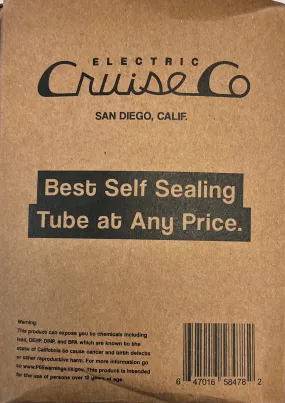 ELECTRIC
Cruise Co
SAN DIEGO, CALIF.
Best Self Sealing
Tube at Any Price.
Warning:
This product can expose you to chemicals including
lead, DEHP, DINP, and BPA which are known to the
state of California to cause cancer and birth defects
or other reproductive harm. For more information go
to www.P65warnings.ca.gov. This product is intended
for the use of persons over 12 years of age.
6 47016 58478 2